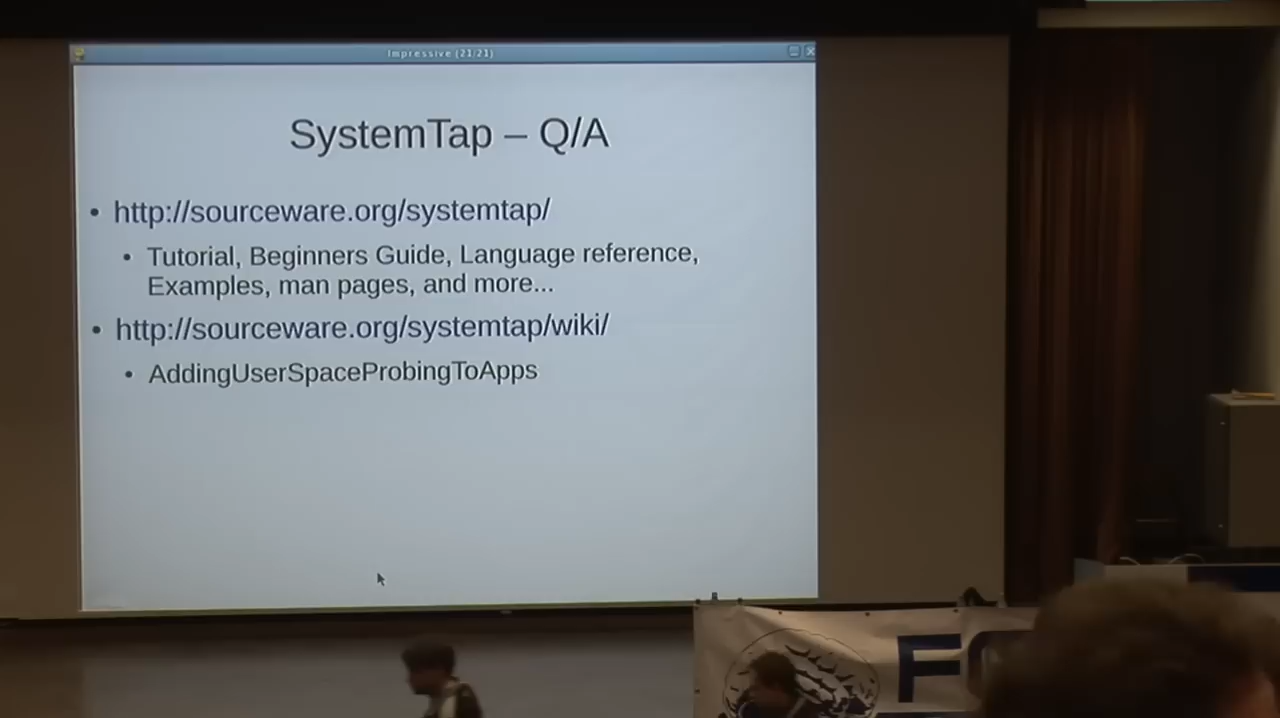 Impressive (21/21)
SystemTap – Q/A
• http://sourceware.org/systemtap/
• Tutorial, Beginners Guide, Language reference,
Examples, man pages, and more...
• http://sourceware.org/systemtap/wiki/
• AddingUserSpaceProbingToApps